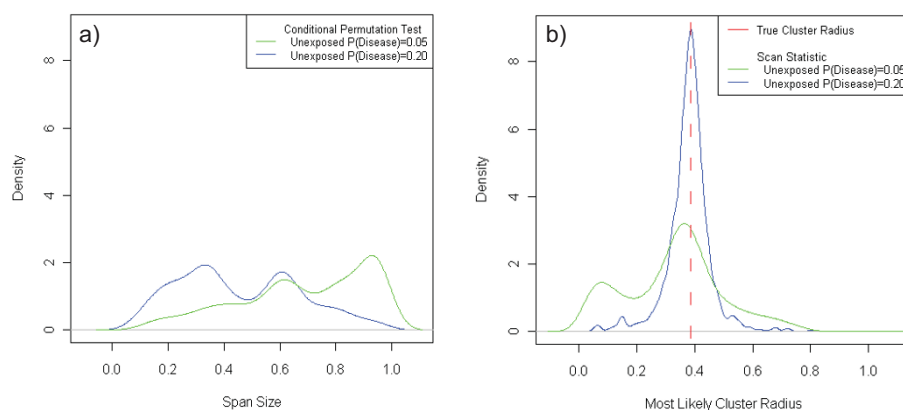 a)
Conditional Permutation Test
Unexposed P(Disease)=0.05
Unexposed P(Disease)=0.20
8
6
4
2
0
Density
0.0 0.2 0.4 0.6 0.8 1.0
Span Size
b)
True Cluster Radius
Scan Statistic
Unexposed P(Disease)=0.05
Unexposed P(Disease)=0.20
8
6
4
2
0
Density
0.0 0.2 0.4 0.6 0.8 1.0
Most Likely Cluster Radius